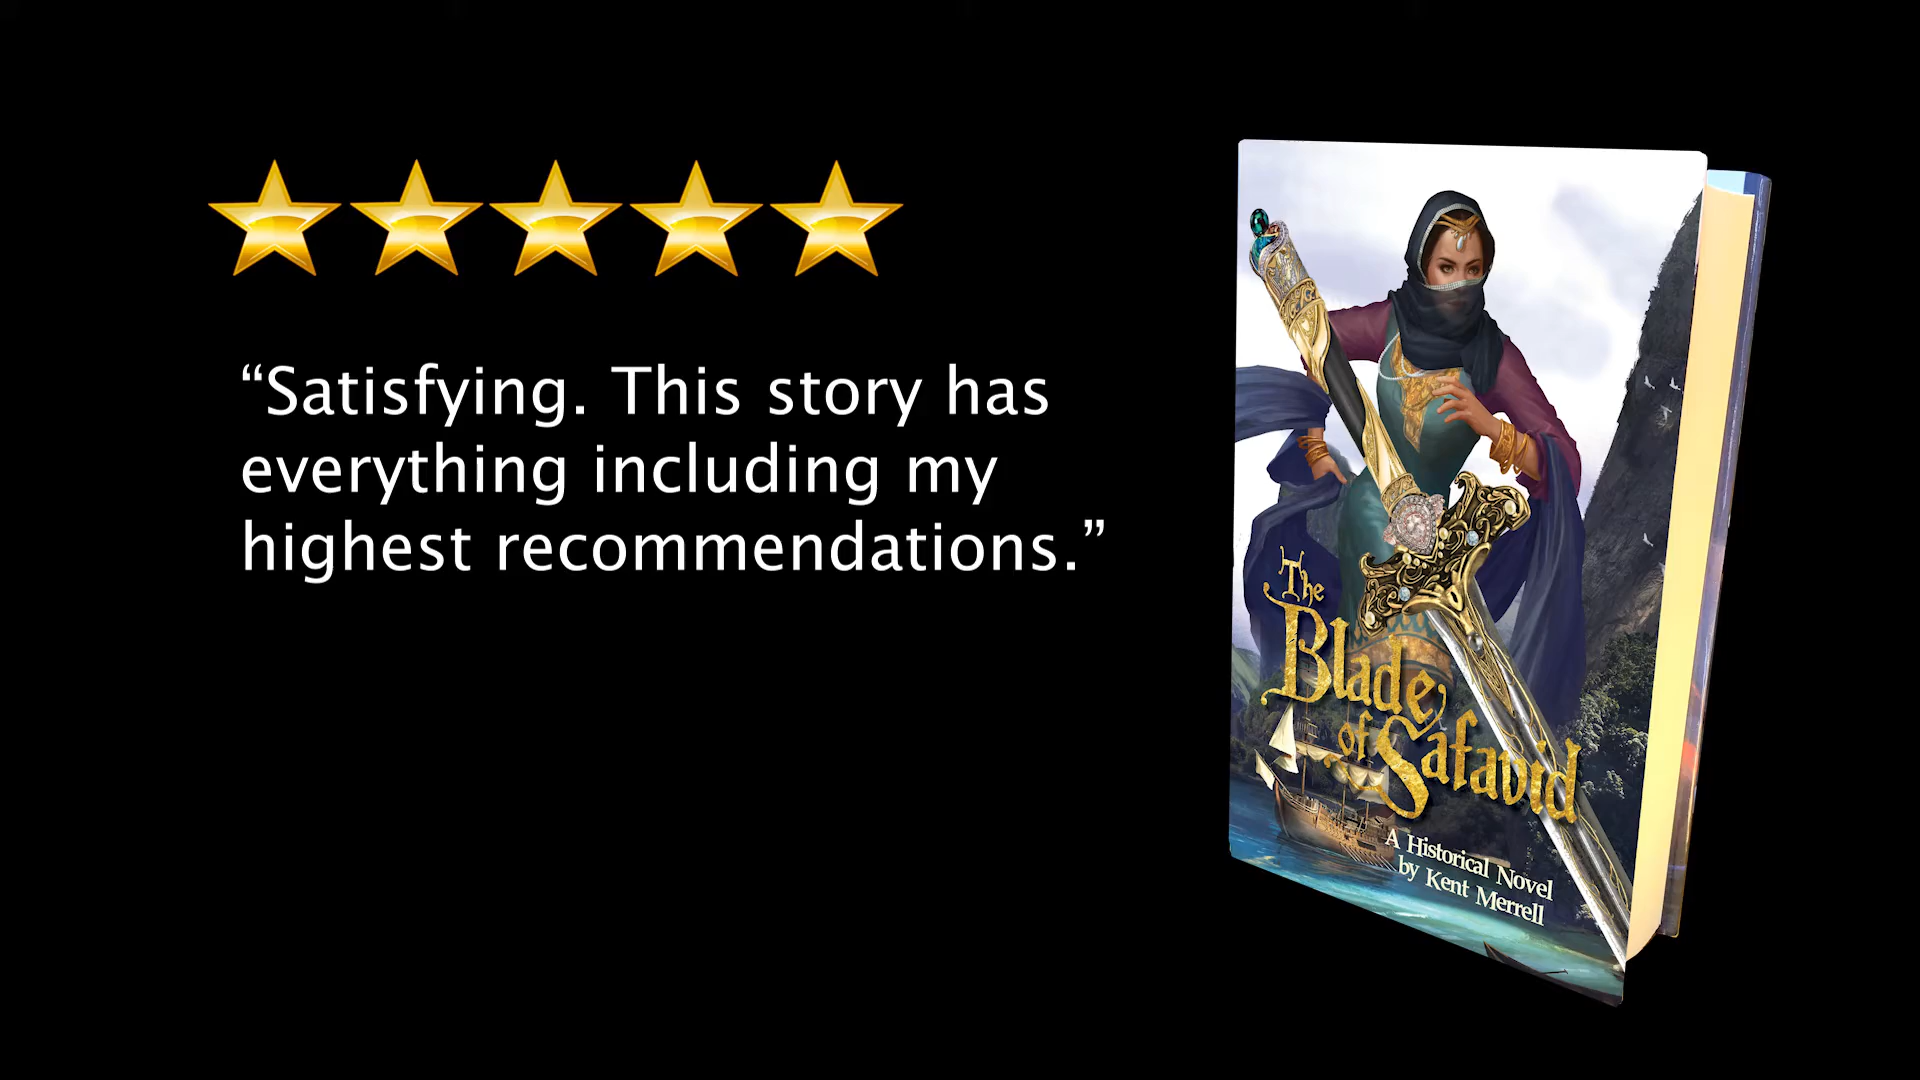 “Satisfying. This story has
everything including my
highest recommendations.”
The
Blade
of Safavid
A Historical Novel
by Kent Merrell